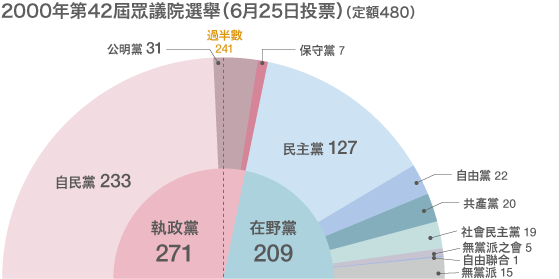 2000年第42屆眾議院選舉（6月25日投票）（定額480）
過半數
241
公明黨 31
保守黨 7
自民黨 233
民主黨 127
自由黨 22
共產黨 20
社會民主黨 19
無黨派之會 5
自由聯合 1
無黨派 15
執政黨
271
在野黨
209